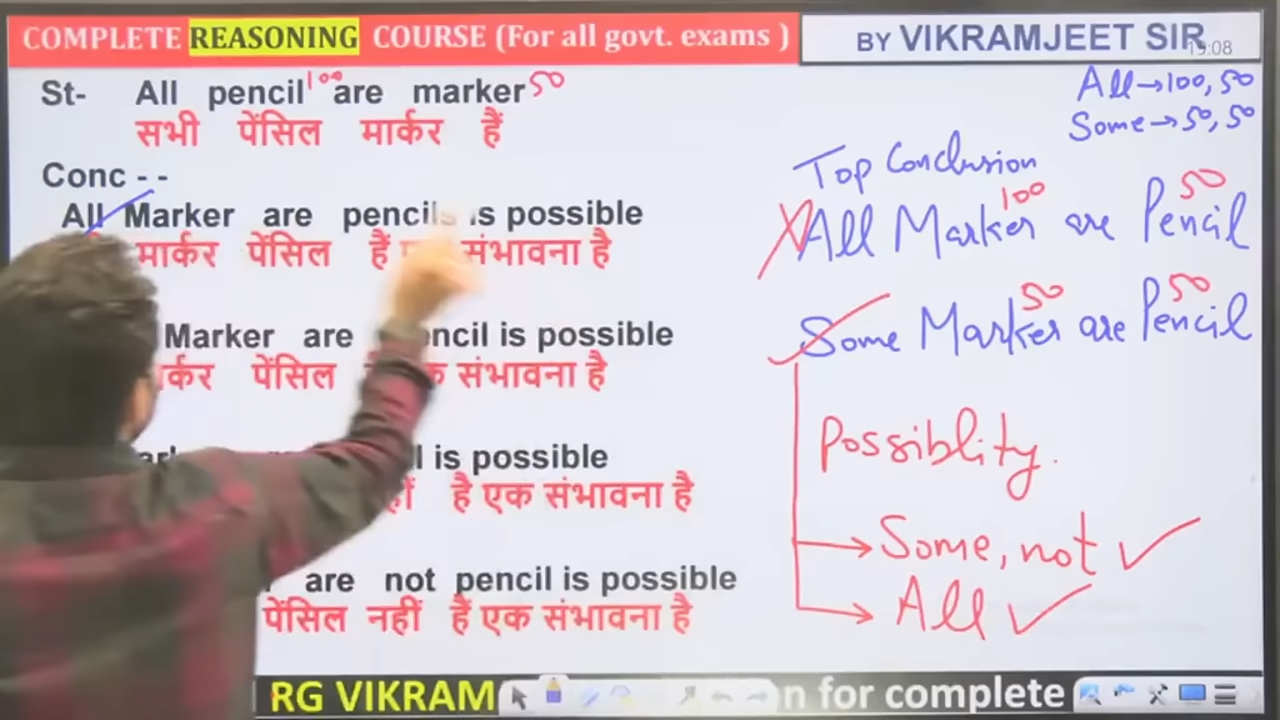 COMPLETE REASONING COURSE (For all govt. exams )
BY VIKRAMJEET SIR
19:08
St- All pencil 100 are marker 50
सभी पेंसिल मार्कर हैं
Conc - -
All Marker are pencils is possible
मार्कर पेंसिल हैं संभावना है
Marker are pencil is possible
पेंसिल संभावना है
is possible
है एक संभावना है
are not pencil is possible
पेंसिल नहीं हैं एक संभावना है
All→100, 50
Some→50, 50
Top Conclusion
All Marker 100 are Pencil 50
Some Marker 50 are Pencil 50
Possiblity.
Some, not ✓
All ✓
RG VIKRAM
n for complete